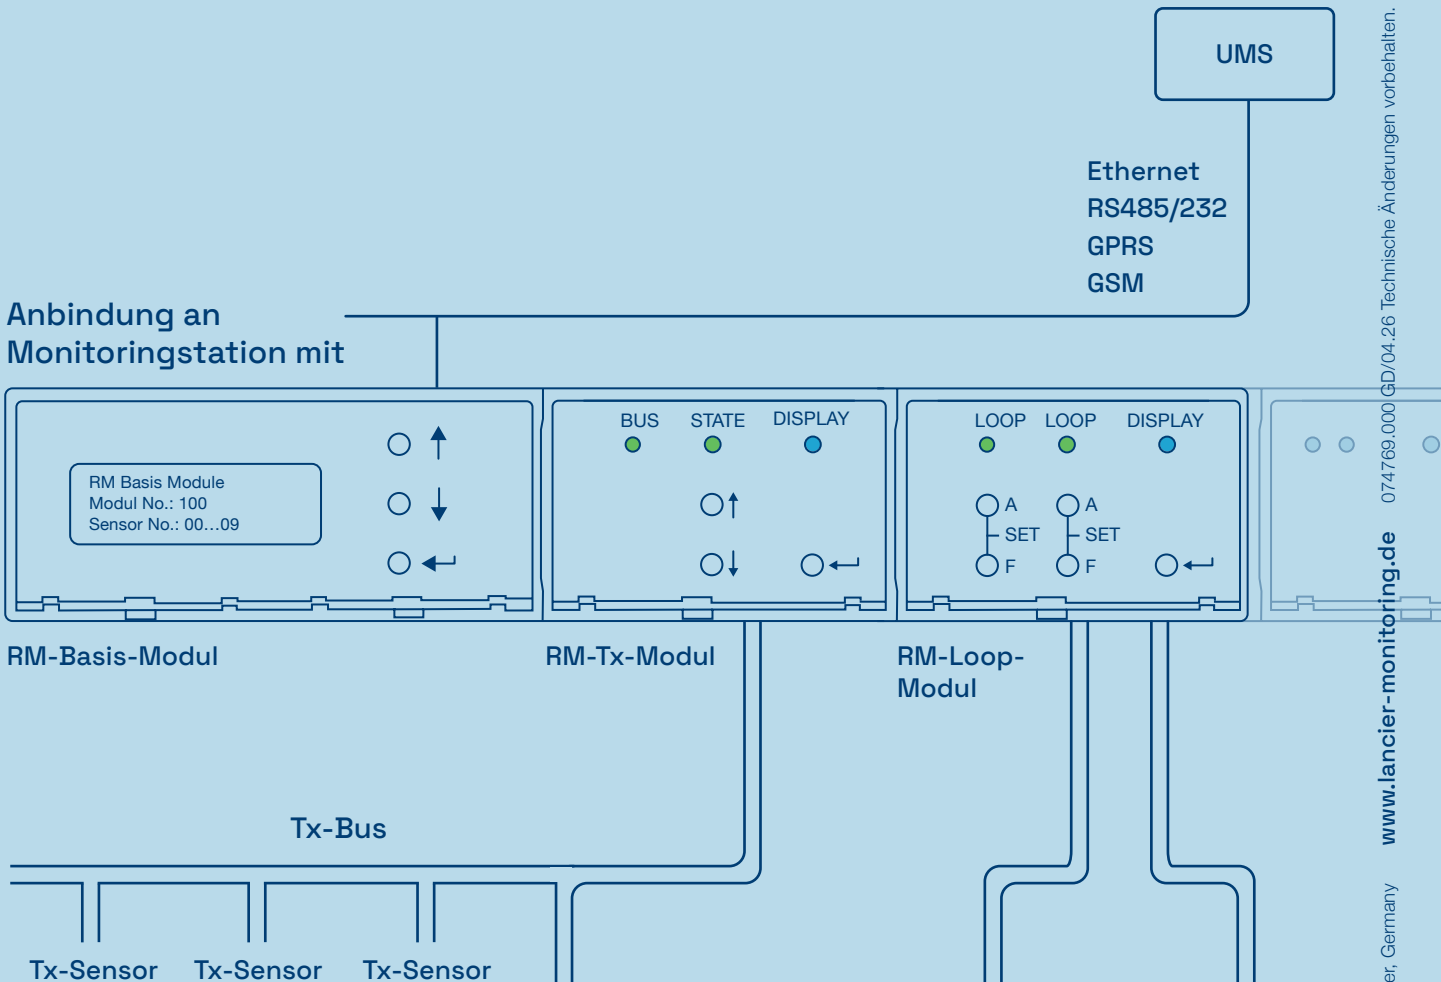 UMS
Ethernet
RS485/232
GPRS
GSM
Anbindung an
Monitoringstation mit
RM Basis Module
Modul No.: 100
Sensor No.: 00...09
BUS STATE DISPLAY
LOOP LOOP DISPLAY
A A
SET SET
F F
RM-Basis-Modul
RM-Tx-Modul
RM-Loop-
Modul
Tx-Bus
Tx-Sensor Tx-Sensor Tx-Sensor
Germany www.lancier-monitoring.de 074769.000 GD/04.26 Technische Änderungen vorbehalten.